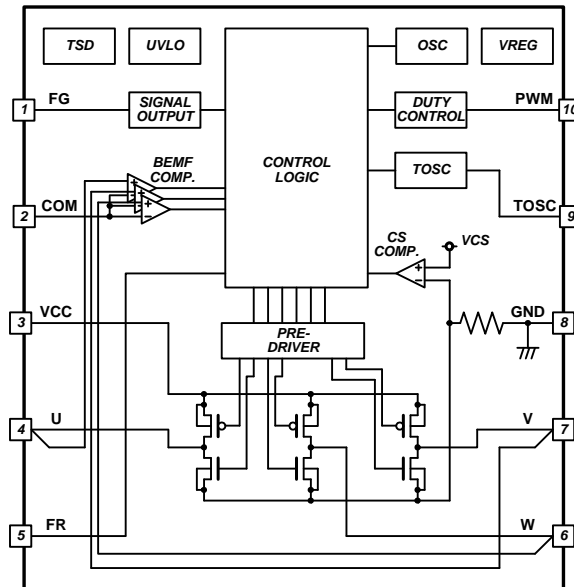 TSD
UVLO
OSC
VREG
1
FG
SIGNAL
OUTPUT
CONTROL
LOGIC
DUTY
CONTROL
PWM
10
BEMF
COMP.
TOSC
2
COM
TOSC
9
CS
COMP.
VCS
+
−
3
VCC
GND
8
PRE-
DRIVER
4
U
V
7
5
FR
W
6